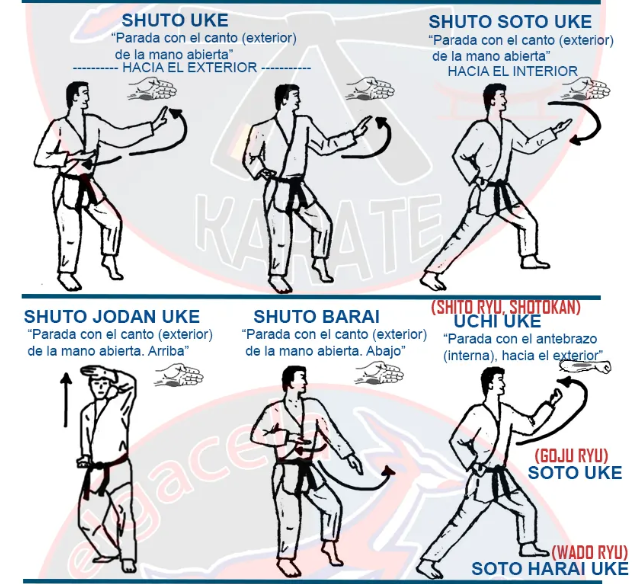 SHUTO UKE
"Parada con el canto (exterior)
de la mano abierta"
---------- HACIA EL EXTERIOR -----------
SHUTO SOTO UKE
"Parada con el canto (exterior)
de la mano abierta"
HACIA EL INTERIOR
KARATE
SHUTO JODAN UKE
"Parada con el canto (exterior)
de la mano abierta. Arriba"
SHUTO BARAI
"Parada con el canto (exterior)
de la mano abierta. Abajo"
(SHITO RYU, SHOTOKAN)
UCHI UKE
"Parada con el antebrazo
(interna), hacia el exterior"
(GOJU RYU)
SOTO UKE
(WADO RYU)
SOTO HARAI UKE
elgacela